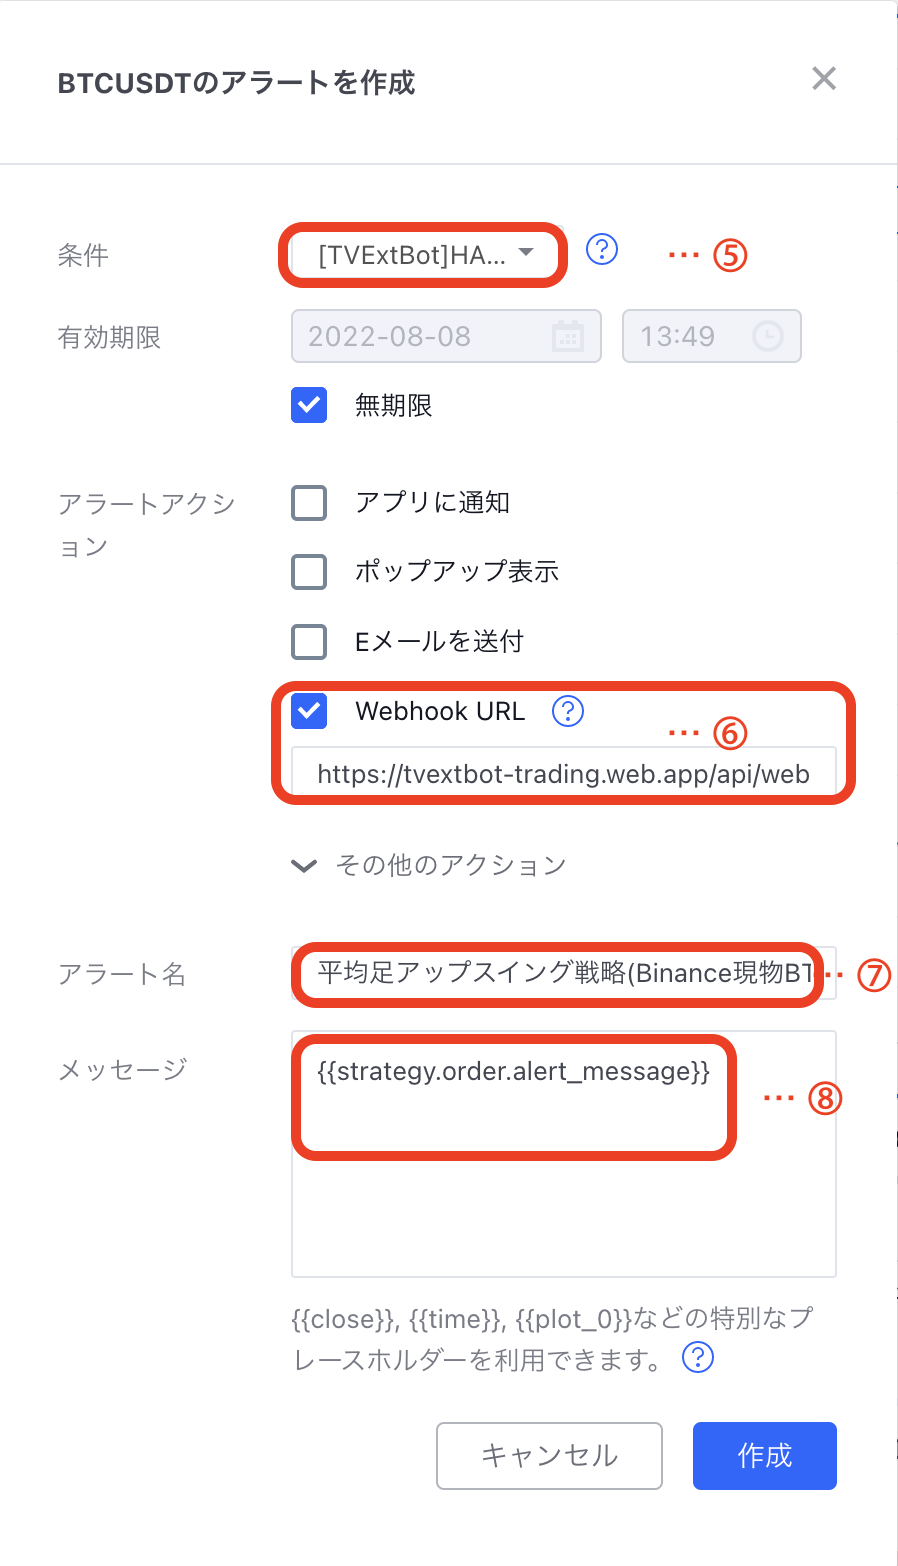 BTCUSDTのアラートを作成
条件
[TVExtBot]HA...
… ⑤
有効期限
2022-08-08
13:49
無期限
アラートアクシ
ョン
アプリに通知
ポップアップ表示
Eメールを送付
Webhook URL
… ⑥
https://tvextbot-trading.web.app/api/web
その他のアクション
アラート名
平均足アップスイング戦略(Binance現物BT
… ⑦
メッセージ
{{strategy.order.alert_message}}
… ⑧
{{close}}, {{time}}, {{plot_0}}などの特別なプ
レースホルダーを利用できます。
キャンセル
作成